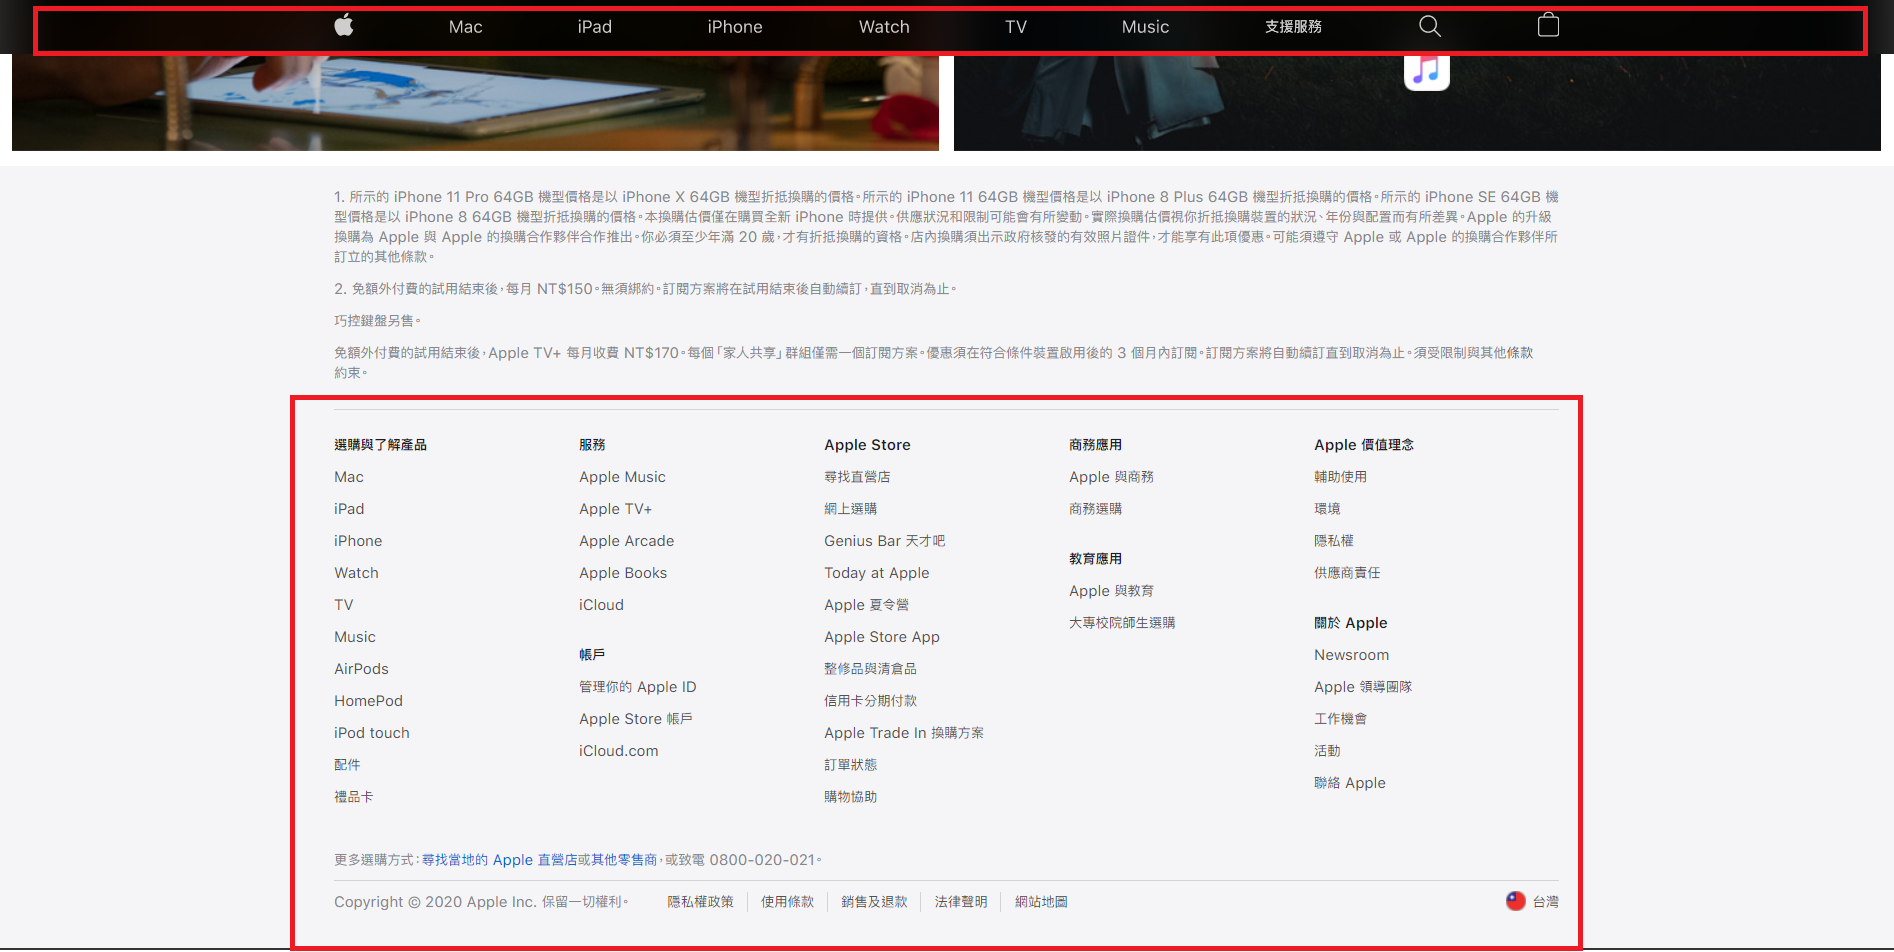 Mac iPad iPhone Watch TV Music 支援服務
1. 所示的 iPhone 11 Pro 64GB 機型價格是以 iPhone X 64GB 機型折抵換購的價格。所示的 iPhone 11 64GB 機型價格是以 iPhone 8 Plus 64GB 機型折抵換購的價格。所示的 iPhone SE 64GB 機
型價格是以 iPhone 8 64GB 機型折抵換購的價格。本換購估價僅在購買全新 iPhone 時提供。供應狀況和限制可能會有所變動。實際換購估價視你折抵換購裝置的狀況、年份與配置而有所差異。Apple 的升級
換購為 Apple 與 Apple 的換購合作夥伴合作推出。你必須至少年滿 20 歲，才有折抵換購的資格。店內換購須出示政府核發的有效照片證件，才能享有此項優惠。可能須遵守 Apple 或 Apple 的換購合作夥伴所
訂立的其他條款。
2. 免額外付費的試用結束後，每月 NT$150。無須綁約。訂閱方案將在試用結束後自動續訂，直到取消為止。
巧控鍵盤另售。
免額外付費的試用結束後，Apple TV+ 每月收費 NT$170。每個「家人共享」群組僅需一個訂閱方案。優惠須在符合條件裝置啟用後的 3 個月內訂閱。訂閱方案將自動續訂直到取消為止。須受限制與其他條款
約束。
選購與了解產品
Mac
iPad
iPhone
Watch
TV
Music
AirPods
HomePod
iPod touch
配件
禮品卡
服務
Apple Music
Apple TV+
Apple Arcade
Apple Books
iCloud
帳戶
管理你的 Apple ID
Apple Store 帳戶
iCloud.com
Apple Store
尋找直營店
網上選購
Genius Bar 天才吧
Today at Apple
Apple 夏令營
Apple Store App
整修品與清倉品
信用卡分期付款
Apple Trade In 換購方案
訂單狀態
購物協助
商務應用
Apple 與商務
商務選購
教育應用
Apple 與教育
大專校院師生選購
Apple 價值理念
輔助使用
環境
隱私權
供應商責任
關於 Apple
Newsroom
Apple 領導團隊
工作機會
活動
聯絡 Apple
更多選購方式：尋找當地的 Apple 直營店或其他零售商，或致電 0800-020-021。
Copyright © 2020 Apple Inc. 保留一切權利。 隱私權政策 使用條款 銷售及退款 法律聲明 網站地圖 台灣